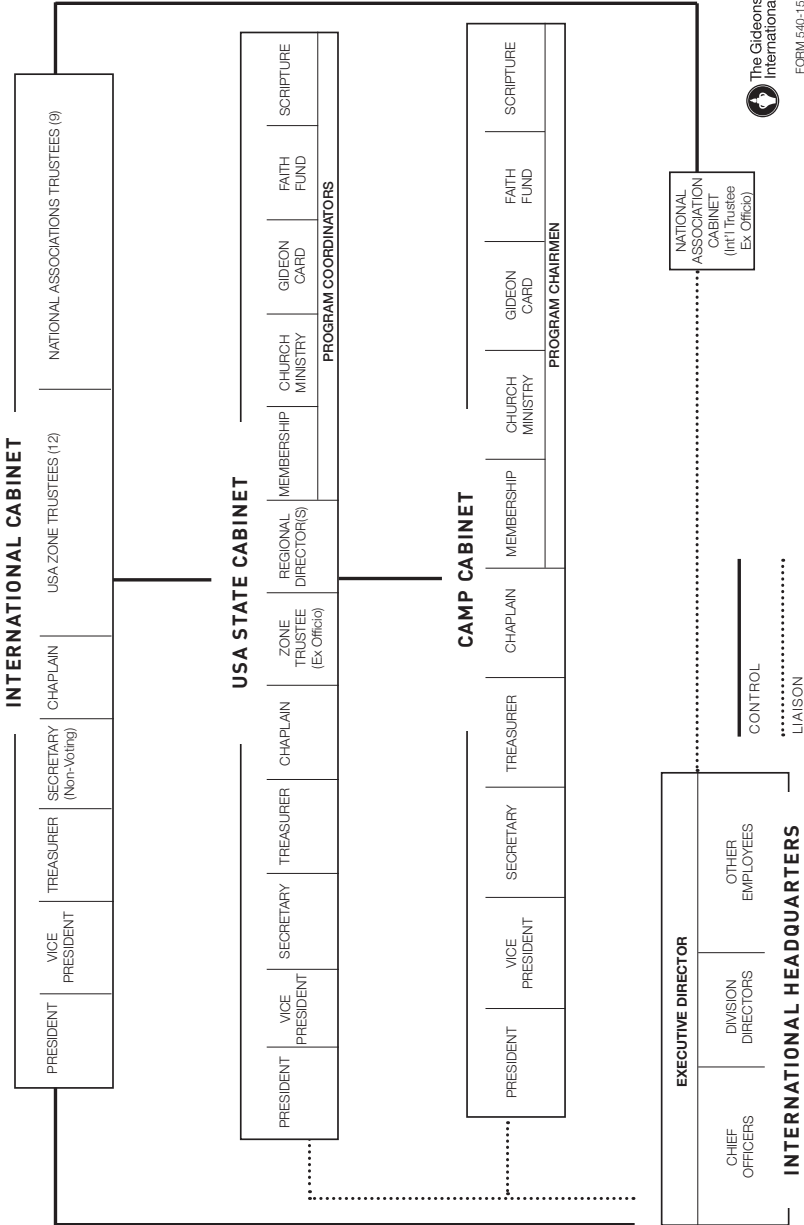 INTERNATIONAL CABINET
PRESIDENT
VICE
PRESIDENT
TREASURER
SECRETARY
(Non-Voting)
CHAPLAIN
USA ZONE TRUSTEES (12)
NATIONAL ASSOCIATIONS TRUSTEES (9)
USA STATE CABINET
PRESIDENT
VICE
PRESIDENT
SECRETARY
TREASURER
CHAPLAIN
ZONE
TRUSTEE
(Ex Officio)
REGIONAL
DIRECTOR(S)
MEMBERSHIP
CHURCH
MINISTRY
GIDEON
CARD
FAITH
FUND
SCRIPTURE
PROGRAM COORDINATORS
CAMP CABINET
PRESIDENT
VICE
PRESIDENT
SECRETARY
TREASURER
CHAPLAIN
MEMBERSHIP
CHURCH
MINISTRY
GIDEON
CARD
FAITH
FUND
SCRIPTURE
PROGRAM CHAIRMEN
EXECUTIVE DIRECTOR
CHIEF
OFFICERS
DIVISION
DIRECTORS
OTHER
EMPLOYEES
INTERNATIONAL HEADQUARTERS
CONTROL
LIAISON
NATIONAL
ASSOCIATION
CABINET
(Int'l Trustee
Ex Officio)
The Gideons
International
FORM 540-15